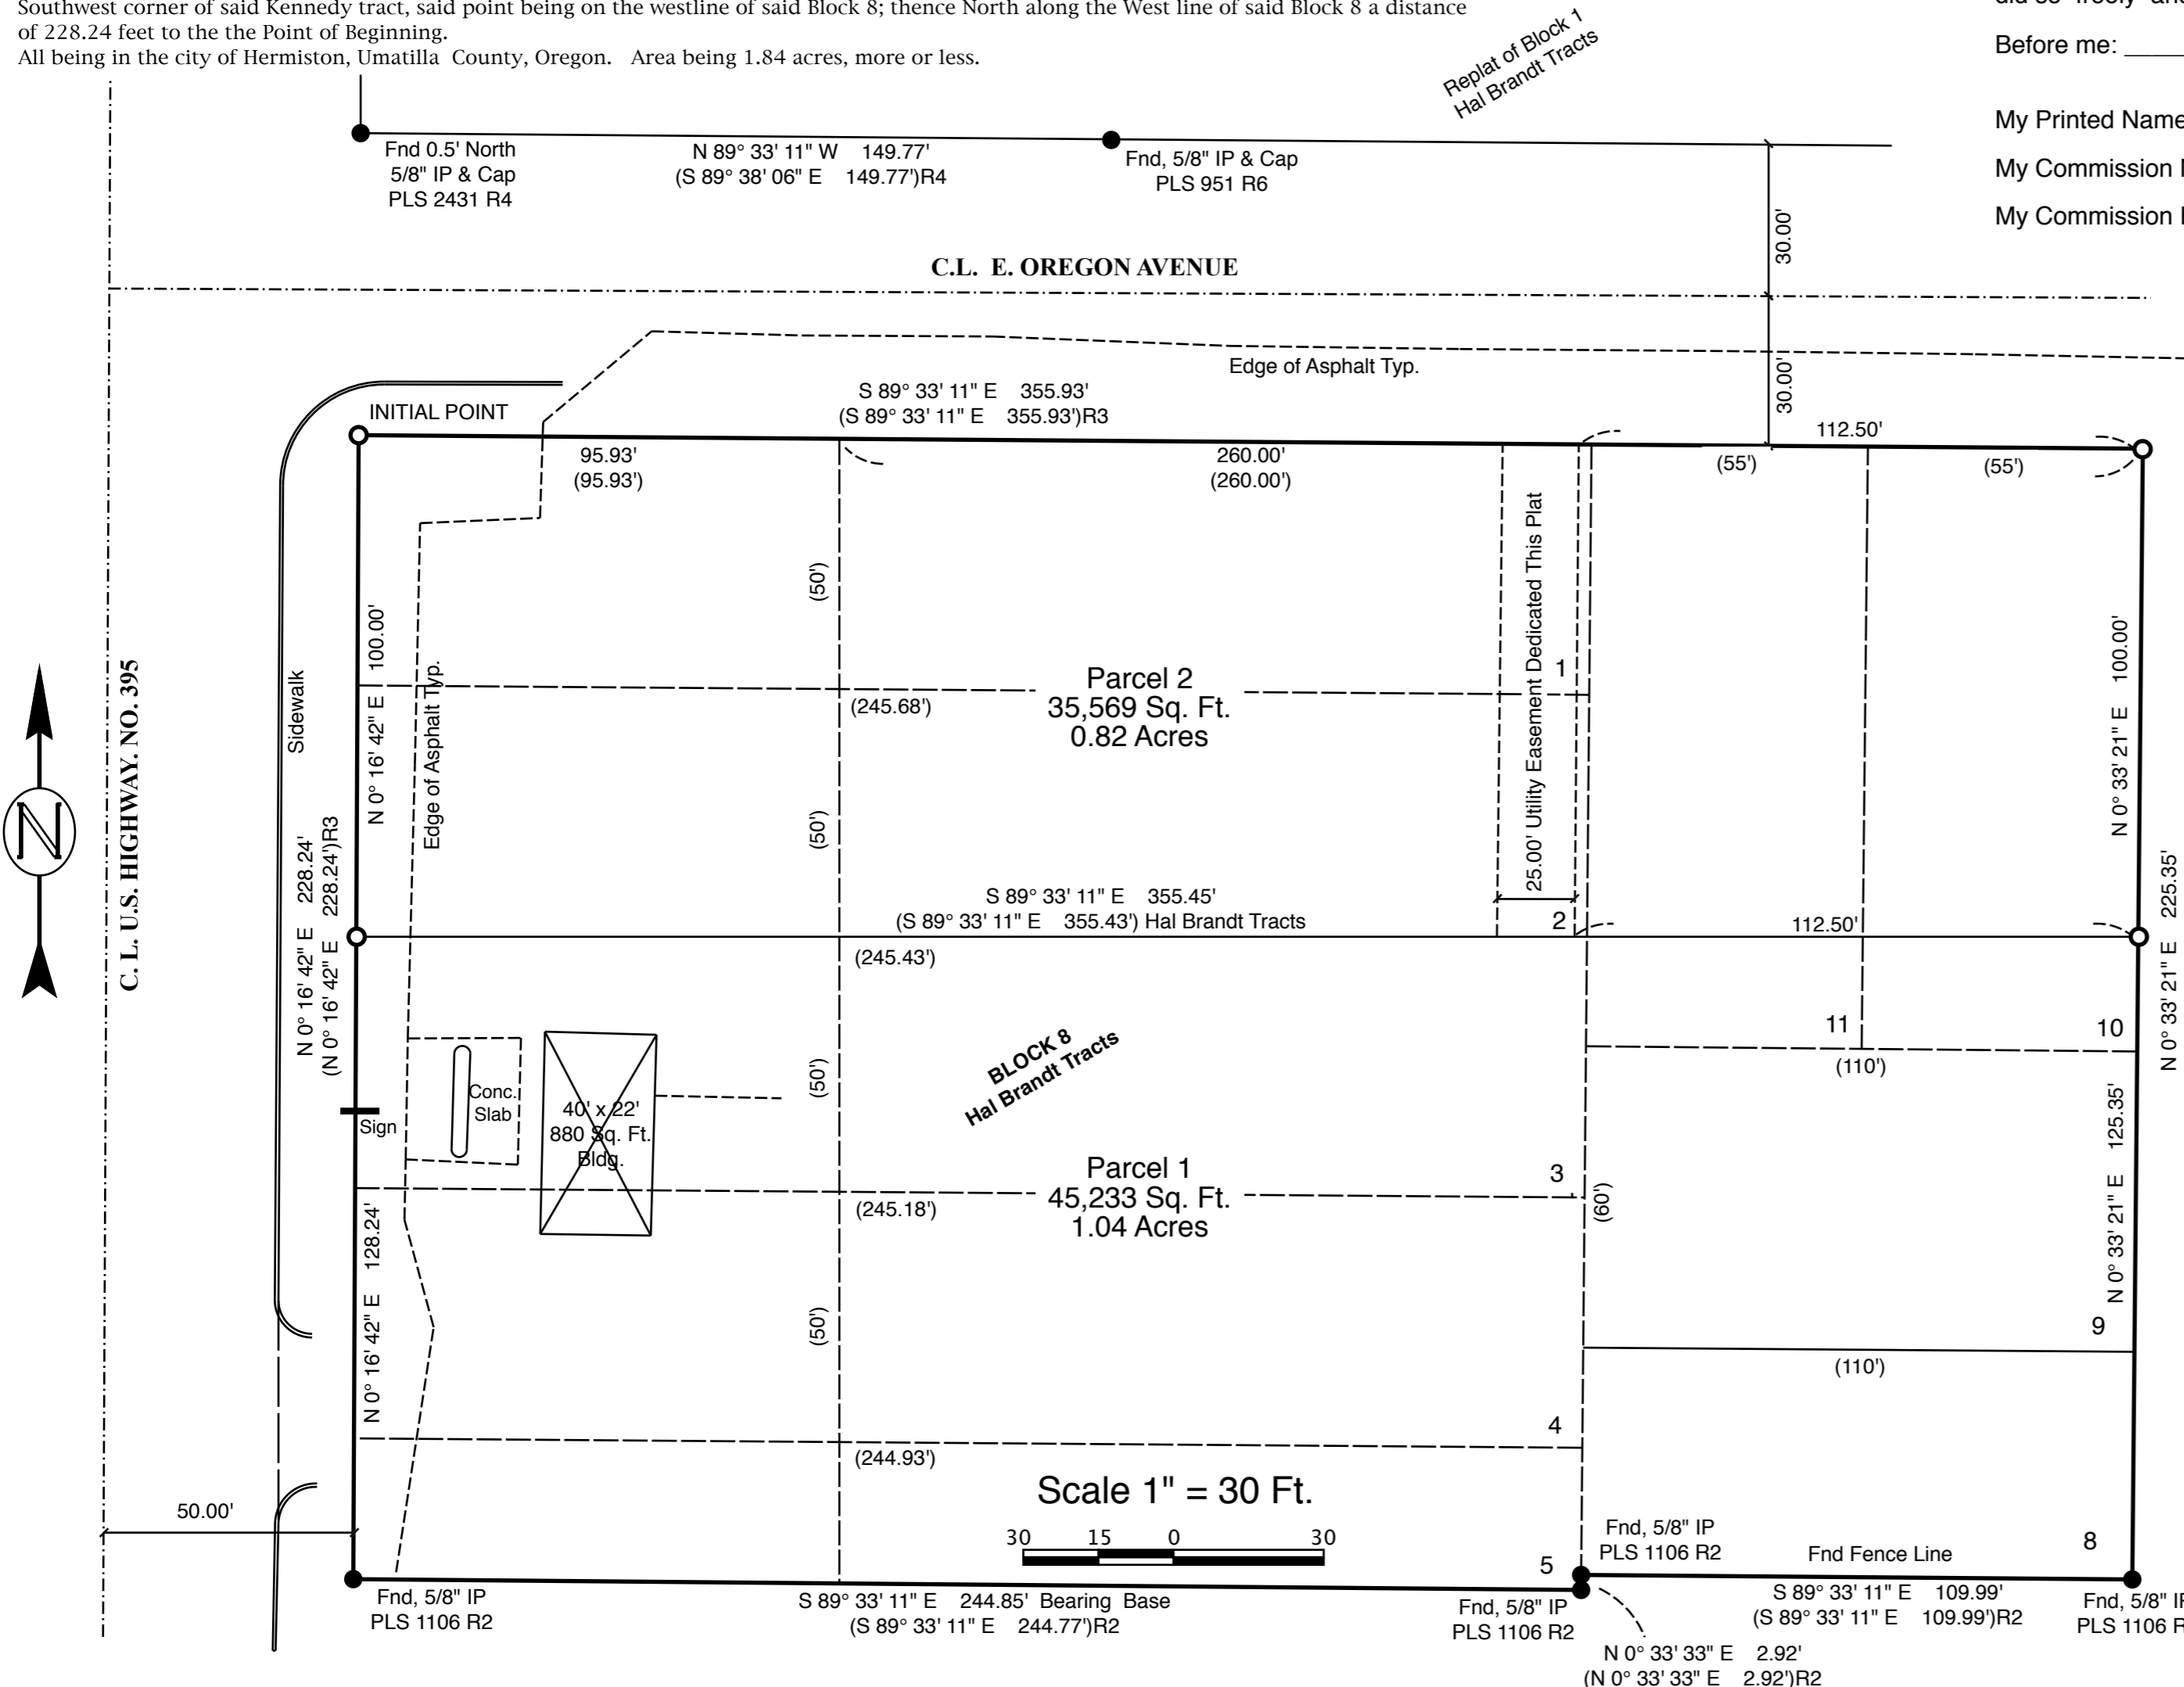 Southwest corner of said Kennedy tract, said point being on the westline of said Block 8; thence North along the West line of said Block 8 a distance
of 228.24 feet to the the Point of Beginning.
All being in the city of Hermiston, Umatilla County, Oregon. Area being 1.84 acres, more or less.
did so freely
Before me:
My Printed Name
My Commission
My Commission
Replat of Block 1
Hal Brandt Tracts
Fnd 0.5' North
5/8" IP & Cap
PLS 2431 R4
N 89° 33' 11" W 149.77'
(S 89° 38' 06" E 149.77')R4
Fnd, 5/8" IP & Cap
PLS 951 R6
30.00'
C.L. E. OREGON AVENUE
Edge of Asphalt Typ.
30.00'
S 89° 33' 11" E 355.93'
(S 89° 33' 11" E 355.93')R3
INITIAL POINT
112.50'
95.93'
(95.93')
260.00'
(260.00')
(55')
(55')
Sidewalk
C. L. U.S. HIGHWAY. NO. 395
N
N 0° 16' 42" E 228.24'
(N 0° 16' 42" E 228.24')R3
N 0° 16' 42" E 100.00'
Edge of Asphalt Typ.
(50')
(50')
25.00' Utility Easement Dedicated This Plat
1
Parcel 2
35,569 Sq. Ft.
0.82 Acres
(245.68')
N 0° 33' 21" E 100.00'
N 0° 33' 21" E 225.35'
S 89° 33' 11" E 355.45'
(S 89° 33' 11" E 355.43') Hal Brandt Tracts
2
112.50'
(245.43')
11
10
(110')
BLOCK 8
Hal Brandt Tracts
(50')
Conc.
Slab
40' x 22'
880 Sq. Ft.
Bldg.
Sign
Parcel 1
45,233 Sq. Ft.
1.04 Acres
3
(245.18')
(60')
N 0° 33' 21" E 125.35'
N 0° 16' 42" E 128.24'
(50')
9
(110')
4
(244.93')
Scale 1" = 30 Ft.
30 15 0 30
50.00'
5
Fnd, 5/8" IP
PLS 1106 R2
Fnd Fence Line
8
Fnd, 5/8" IP
PLS 1106 R2
S 89° 33' 11" E 244.85' Bearing Base
(S 89° 33' 11" E 244.77')R2
Fnd, 5/8" IP
PLS 1106 R2
S 89° 33' 11" E 109.99'
(S 89° 33' 11" E 109.99')R2
Fnd, 5/8"
PLS 1106
N 0° 33' 33" E 2.92'
(N 0° 33' 33" E 2.92')R2